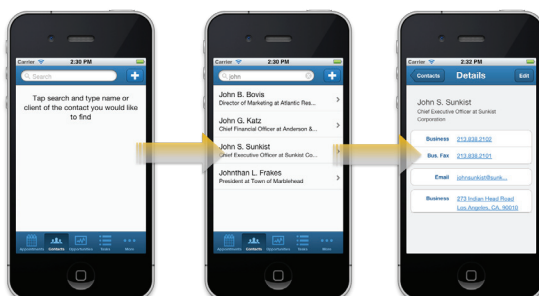 Carrier 2:30 PM
Search
Tap search and type name or
client of the contact you would like
to find
Appointments Contacts Opportunities Tasks More
Carrier 2:30 PM
john
John B. Bovis
Director of Marketing at Atlantic Res...
John G. Katz
Chief Financial Officer at Anderson &...
John S. Sunkist
Chief Executive Officer at Sunkist Co...
Johnthan L. Frakes
President at Town of Marblehead
Appointments Contacts Opportunities Tasks More
Carrier 2:32 PM
Contacts Details Edit
John S. Sunkist
Chief Executive Officer at Sunkist
Corporation
Business 213.838.2100
Bus. Fax 213.838.2101
Email johnsunkist@sunk...
Business 273 Indian Head Road
Los Angeles, CA, 90010